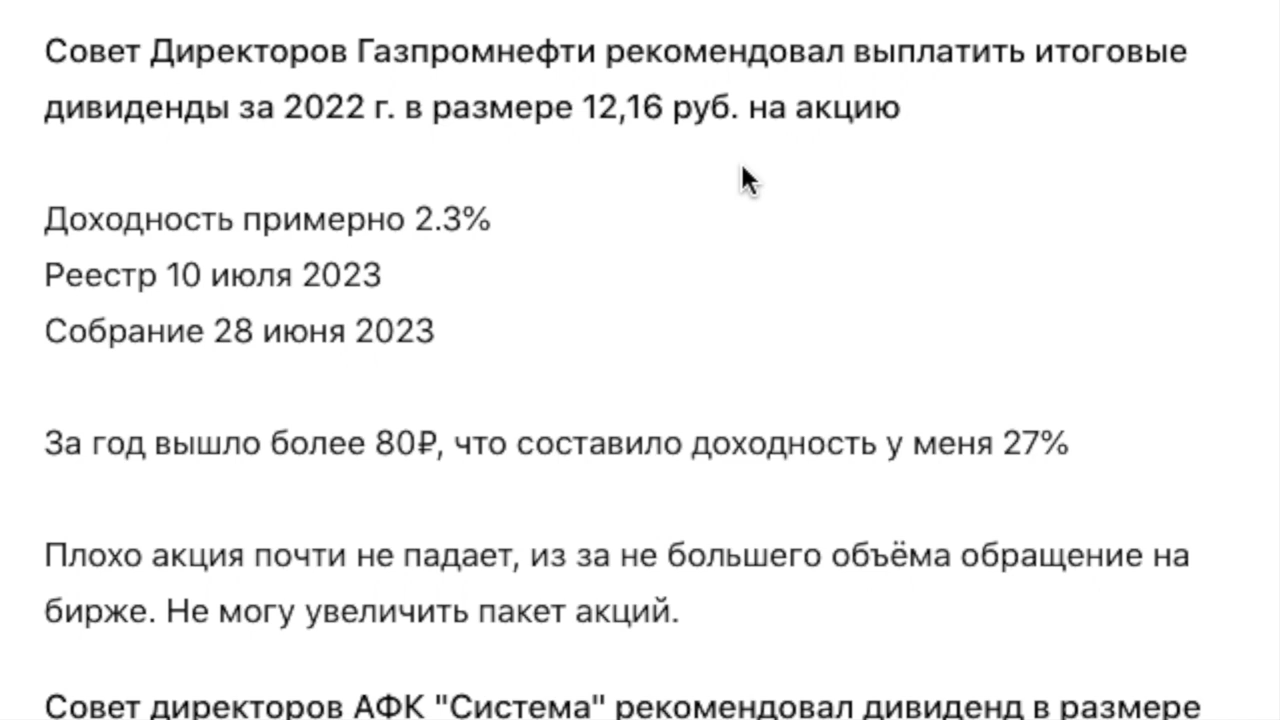 Совет Директоров Газпромнефти рекомендовал выплатить итоговые
дивиденды за 2022 г. в размере 12,16 руб. на акцию
Доходность примерно 2.3%
Реестр 10 июля 2023
Собрание 28 июня 2023
За год вышло более 80₽, что составило доходность у меня 27%
Плохо акция почти не падает, из за не большего объёма обращение на
бирже. Не могу увеличить пакет акций.
Совет директоров АФК "Система" рекомендовал дивиденд в размере